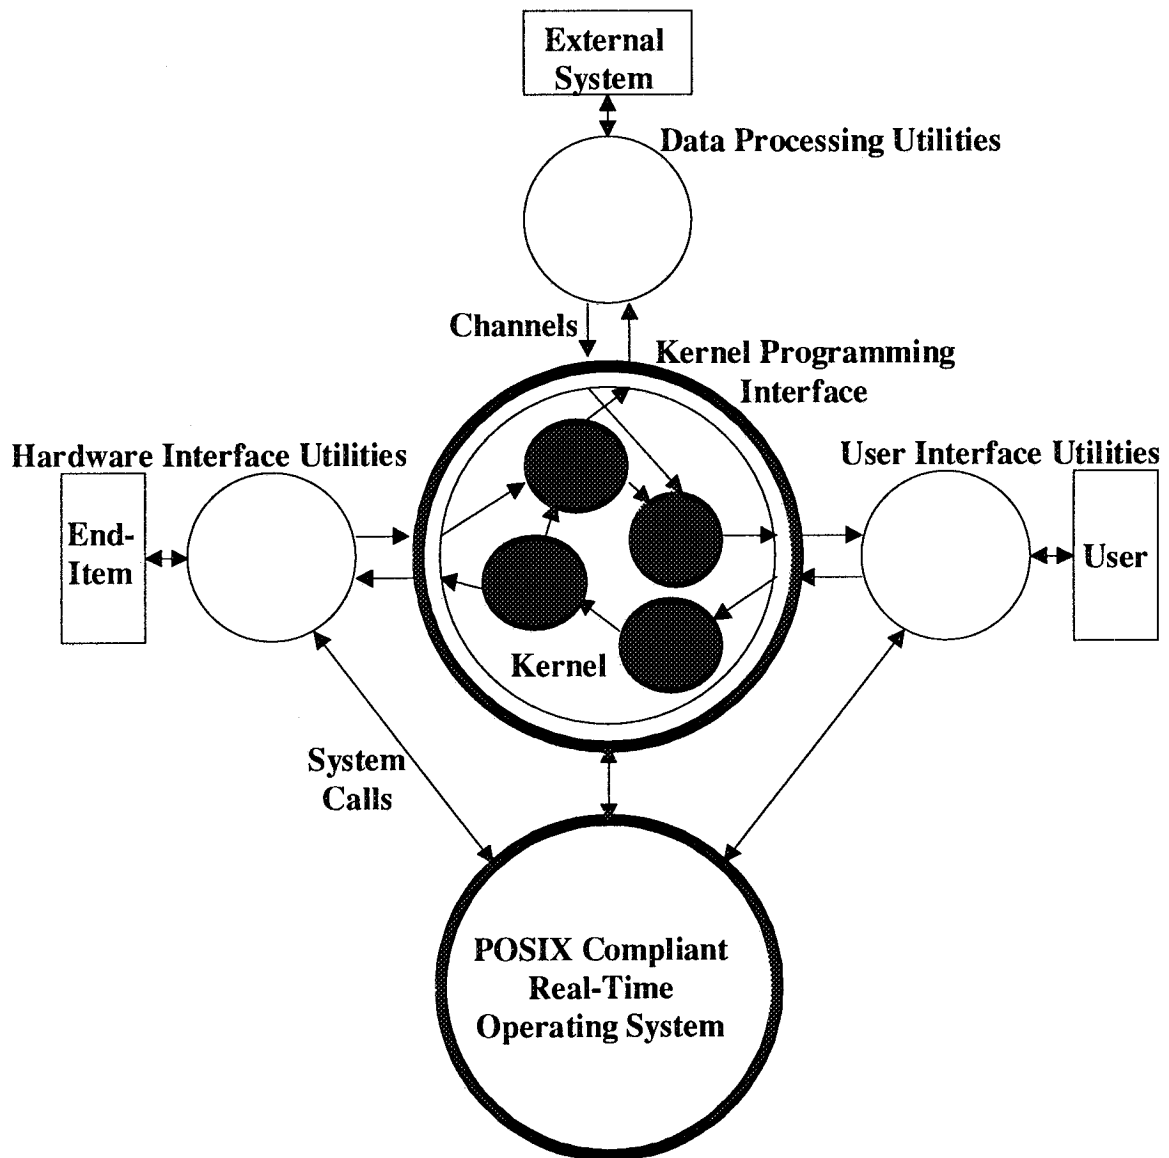 External
System
Data Processing Utilities
Channels
Kernel Programming
Interface
Hardware Interface Utilities
User Interface Utilities
End-
Item
User
Kernel
System
Calls
POSIX Compliant
Real-Time
Operating System